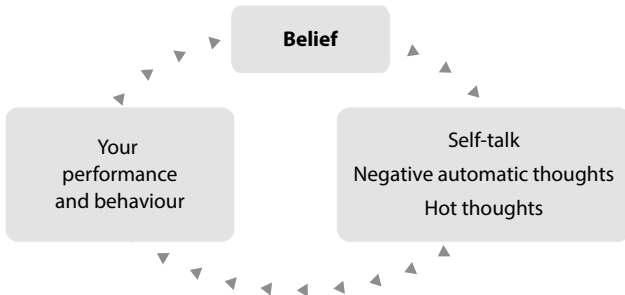 Belief
Your
performance
and behaviour
Self-talk
Negative automatic thoughts
Hot thoughts